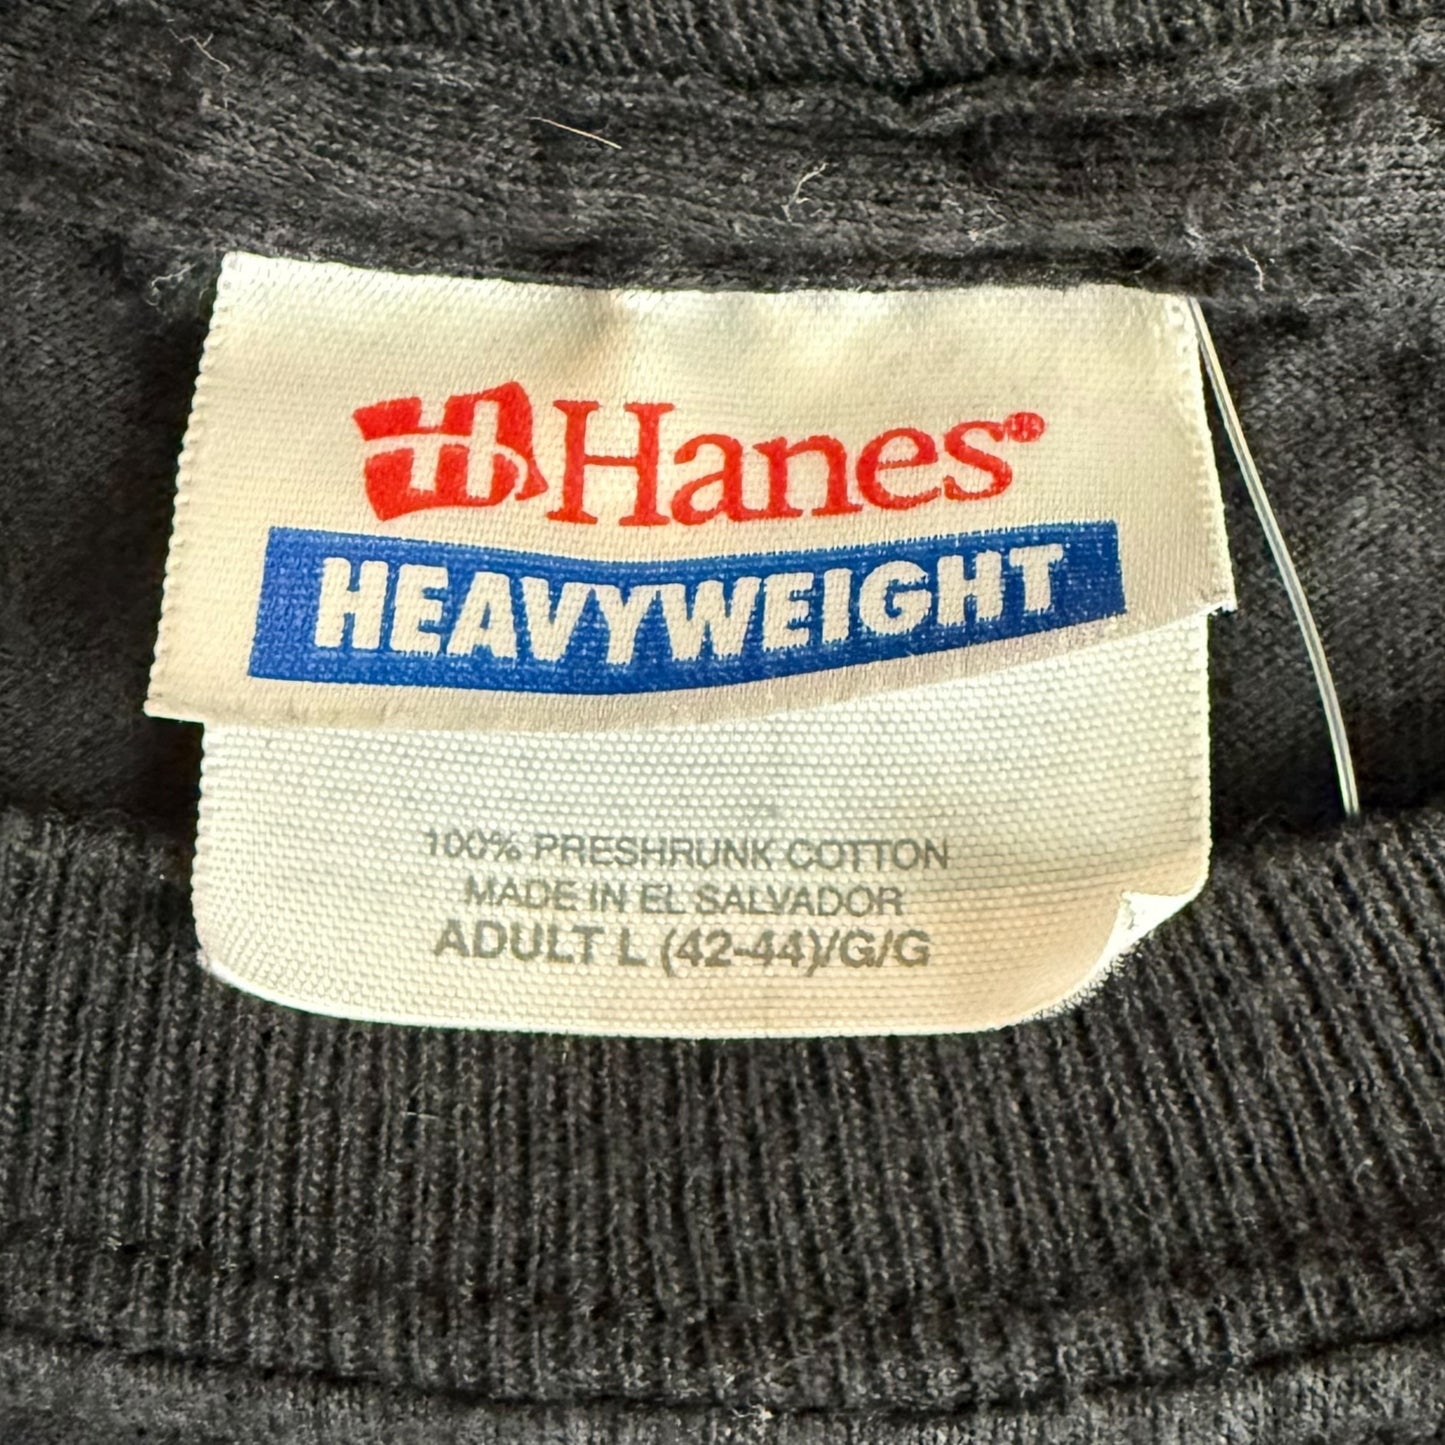 Hanes®
HEAVYWEIGHT
100% PRESHRUNK COTTON
MADE IN EL SALVADOR
ADULT L (42-44)/G/G